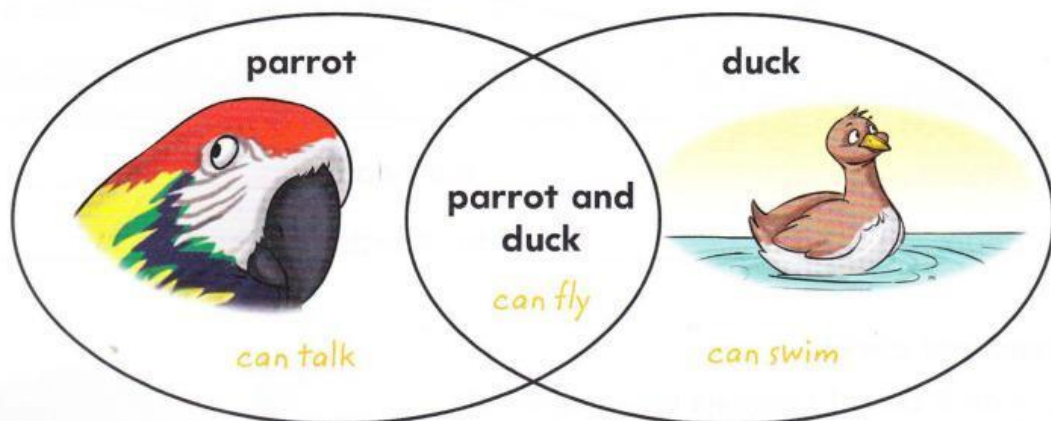 parrot
duck
parrot and
duck
can fly
can talk
can swim